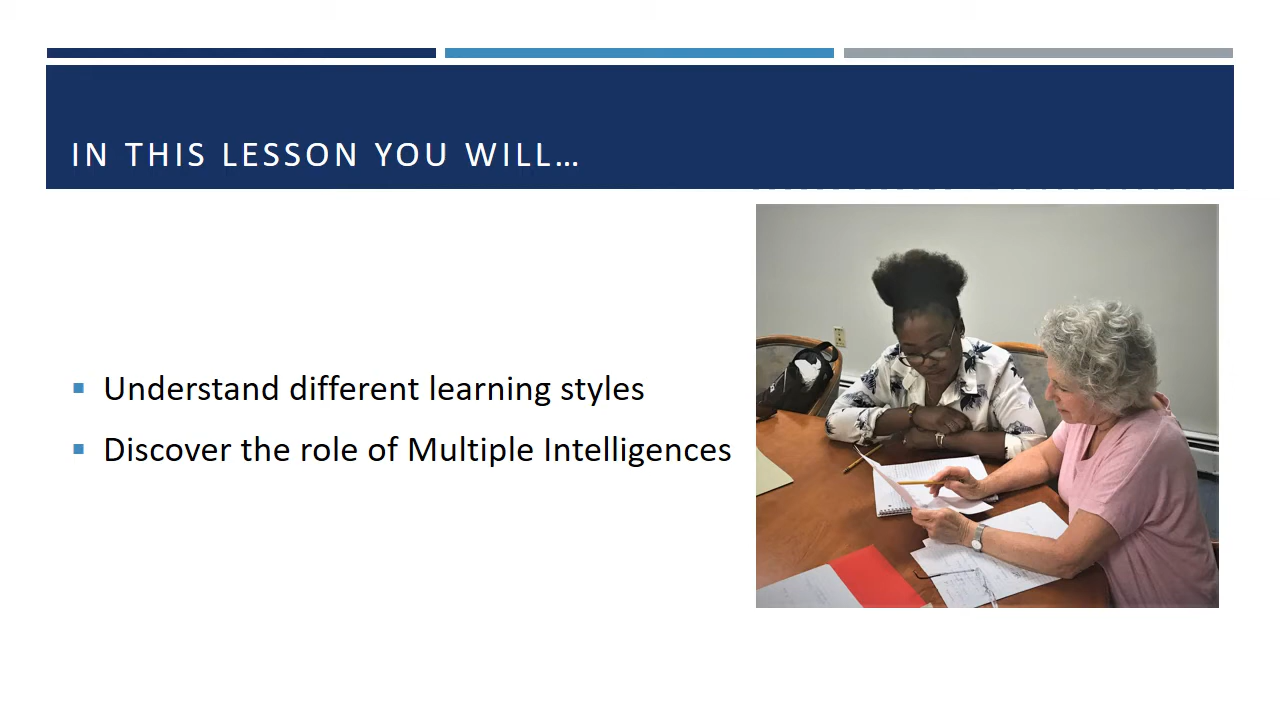 IN THIS LESSON YOU WILL…
Understand different learning styles
Discover the role of Multiple Intelligences